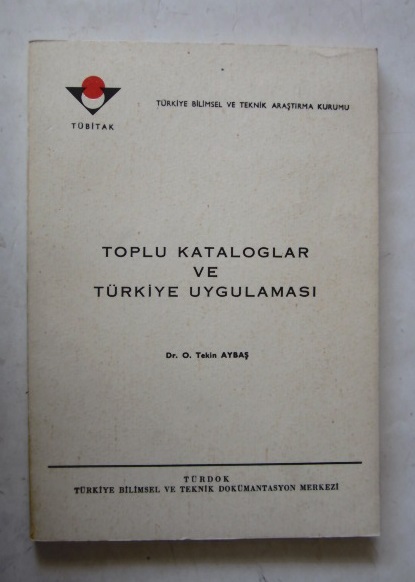 TÜBİTAK
TÜRKİYE BİLİMSEL VE TEKNİK ARAŞTIRMA KURUMU
TOPLU KATALOGLAR
VE
TÜRKİYE UYGULAMASI
Dr. O. Tekin AYBAŞ
TÜRDOK
TÜRKİYE BİLİMSEL VE TEKNİK DOKÜMANTASYON MERKEZİ